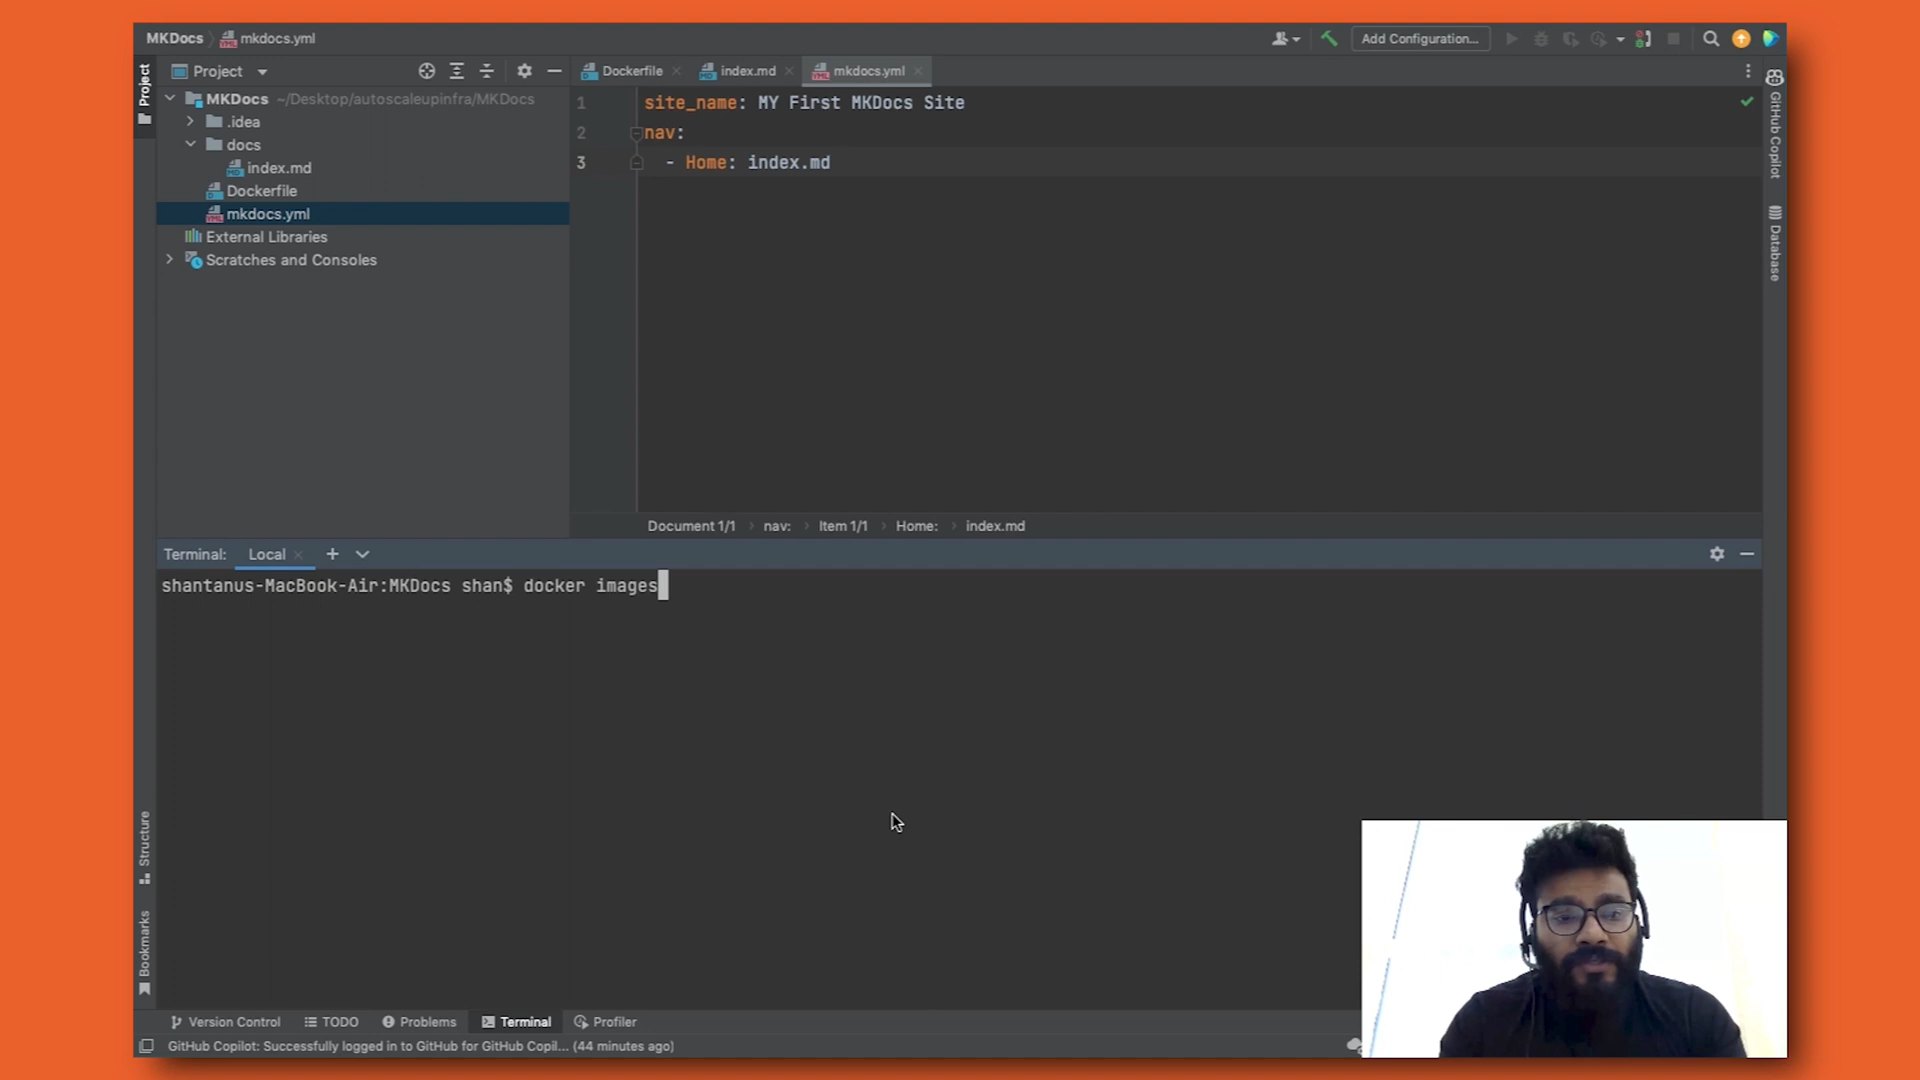 MKDocs mkdocs.yml
Add Configuration...
Project
Project
Dockerfile
index.md
mkdocs.yml
MKDocs ~/Desktop/autoscaleupinfra/MKDocs
.idea
docs
index.md
Dockerfile
mkdocs.yml
External Libraries
Scratches and Consoles
1 site_name: MY First MKDocs Site
2 nav:
3 - Home: index.md
GitHub Copilot
Database
Document 1/1 nav: Item 1/1 Home: index.md
Terminal: Local
shantanus-MacBook-Air:MKDocs shan$ docker images
Structure
Bookmarks
Version Control TODO Problems Terminal Profiler
GitHub Copilot: Successfully logged in to GitHub for GitHub Copil... (44 minutes ago)